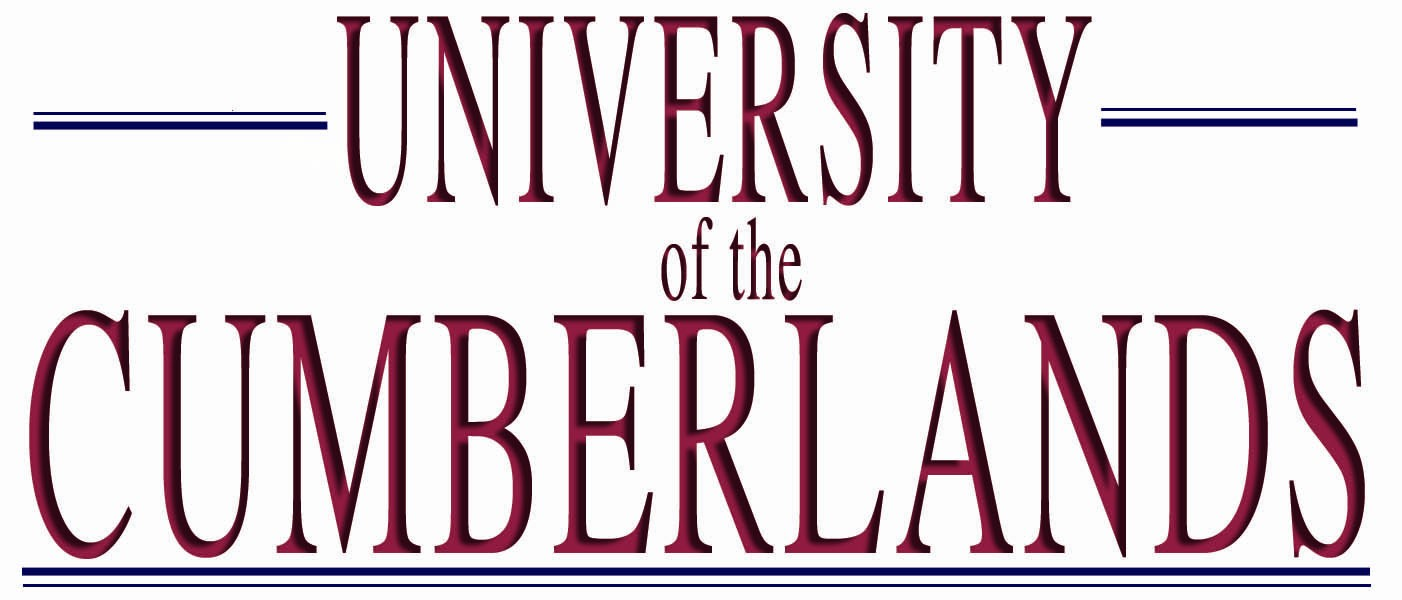 UNIVERSITY
of the
CUMBERLANDS